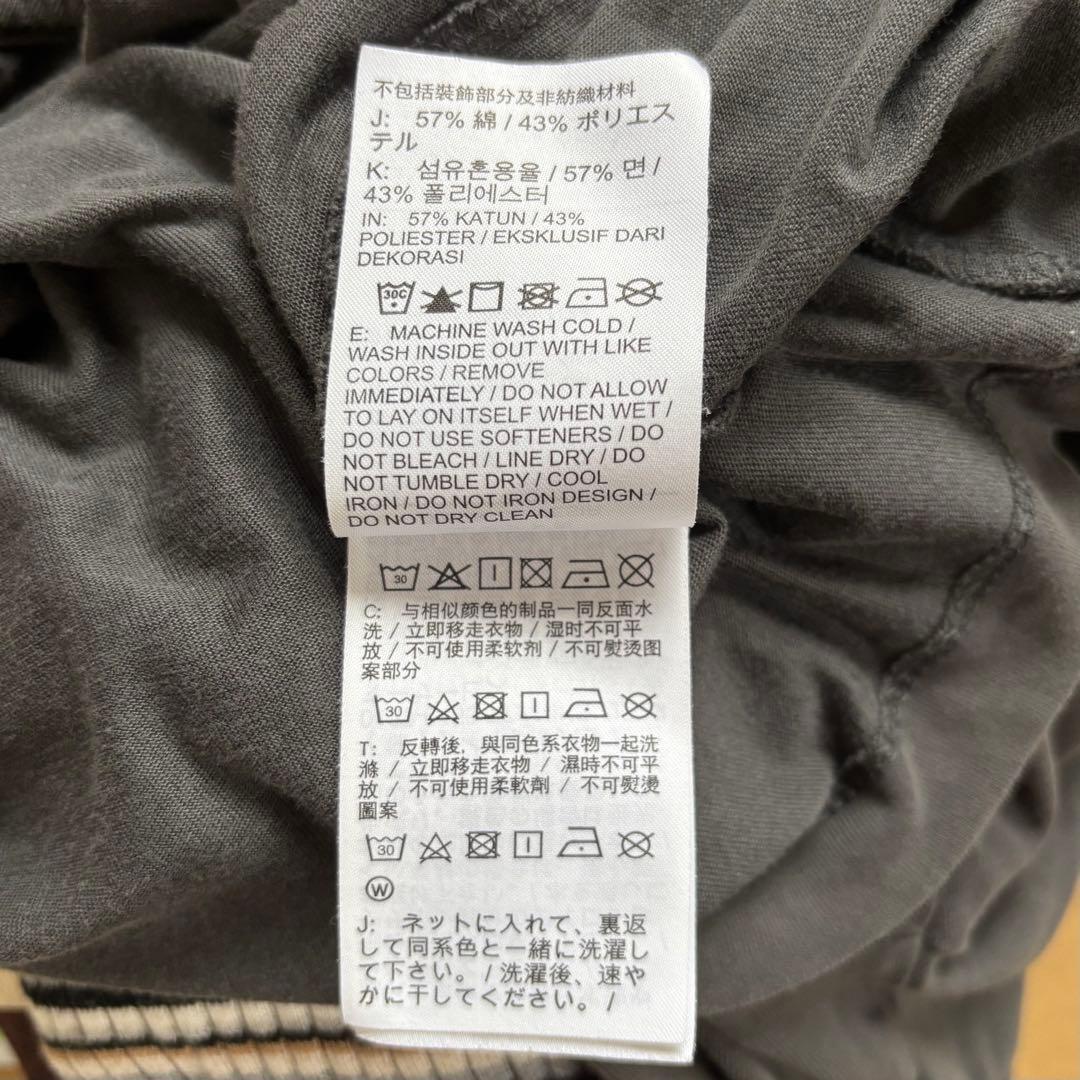 不包括裝飾部分及非紡織材料
J: 57% 綿 / 43% ポリエス
テル
K: 섬유혼용율 / 57% 면 /
43% 폴리에스터
IN: 57% KATUN / 43%
POLIESTER / EKSKLUSIF DARI
DEKORASI
30C
E: MACHINE WASH COLD /
WASH INSIDE OUT WITH LIKE
COLORS / REMOVE
IMMEDIATELY / DO NOT ALLOW
TO LAY ON ITSELF WHEN WET /
DO NOT USE SOFTENERS / DO
NOT BLEACH / LINE DRY / DO
NOT TUMBLE DRY / COOL
IRON / DO NOT IRON DESIGN /
DO NOT DRY CLEAN
30
C: 与相似颜色的制品一同反面水
洗 / 立即移走衣物 / 湿时不可平
放 / 不可使用柔软剂 / 不可熨烫图
案部分
30
T: 反轉後, 與同色系衣物一起洗
滌 / 立即移走衣物 / 濕時不可平
放 / 不可使用柔軟劑 / 不可熨燙
圖案
30
W
J: ネットに入れて、裏返
して同系色と一緒に洗濯し
て下さい。 / 洗濯後、速や
かに干してください。 /